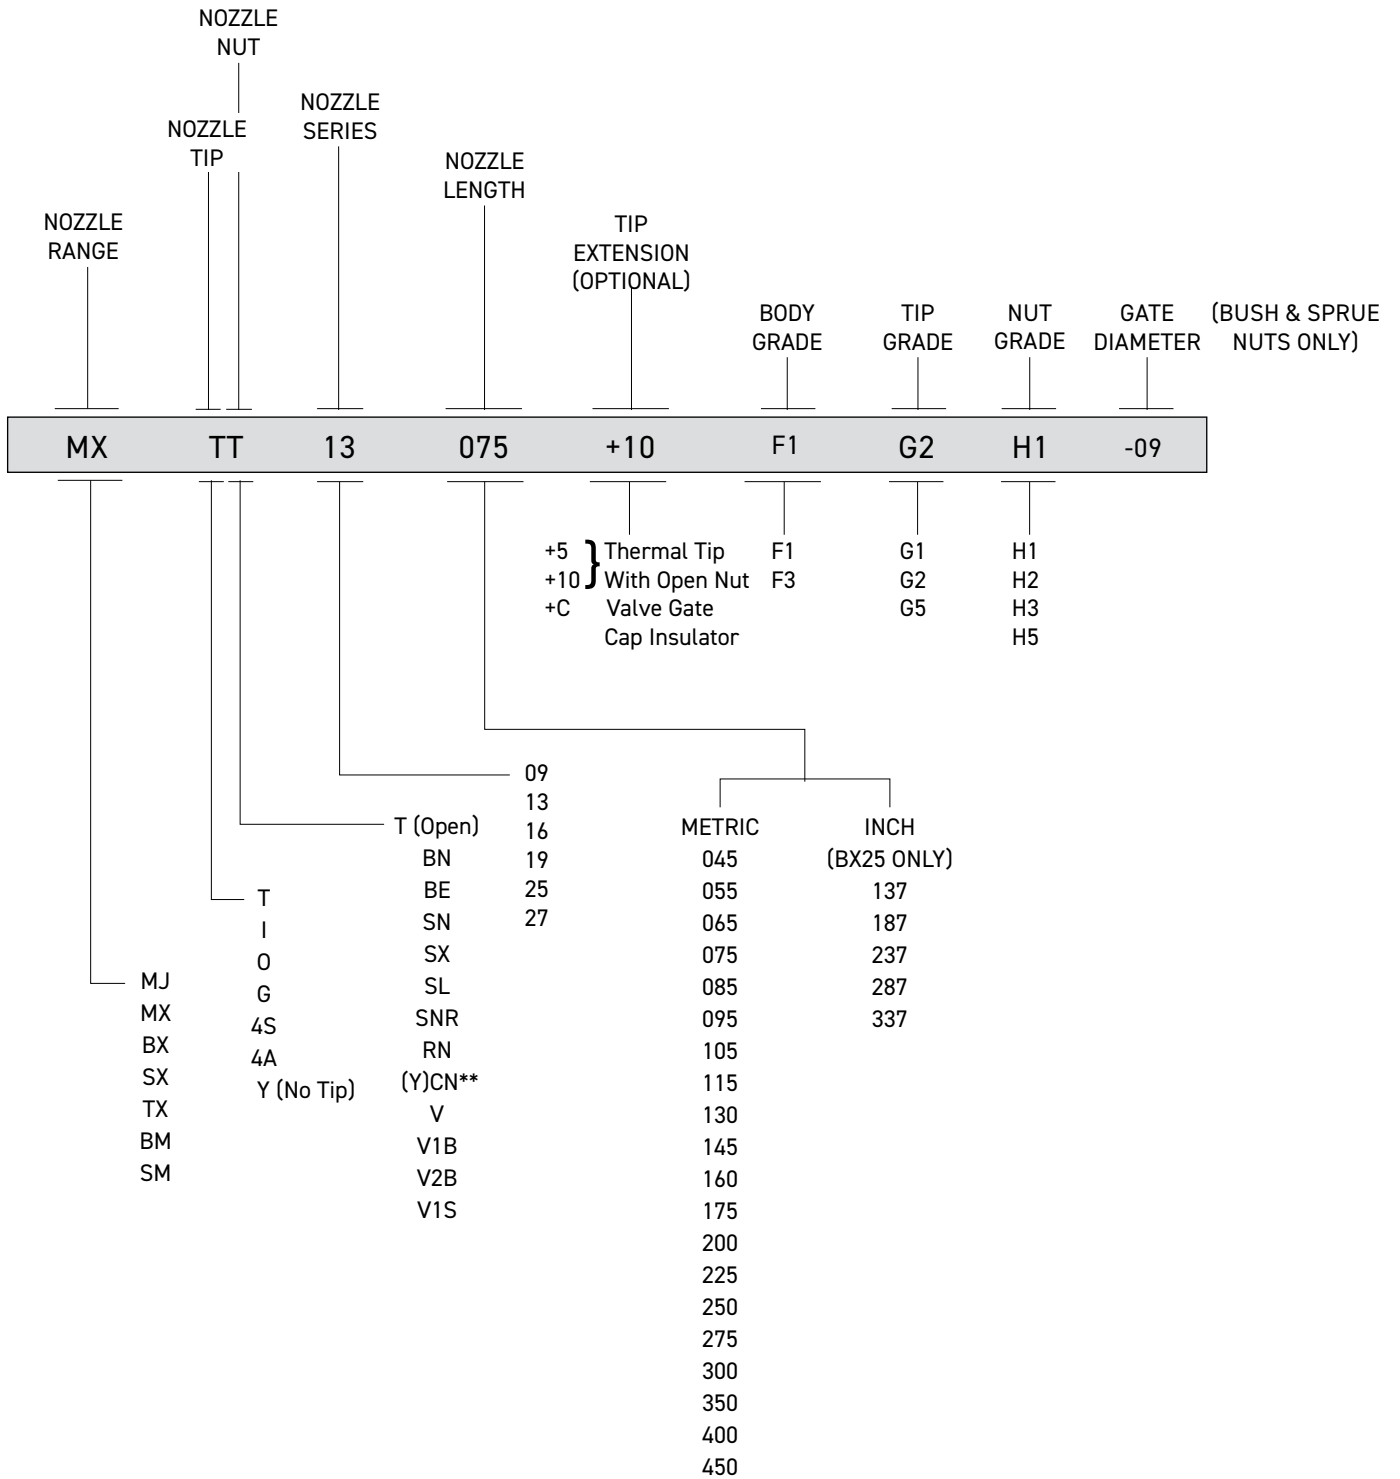 NOZZLE
NUT
NOZZLE
SERIES
NOZZLE
TIP
NOZZLE
LENGTH
NOZZLE
RANGE
TIP
EXTENSION
(OPTIONAL)
BODY
GRADE
TIP
GRADE
NUT
GRADE
GATE
DIAMETER
(BUSH & SPRUE
NUTS ONLY)
MX TT 13 075 +10 F1 G2 H1 -09
+5 } Thermal Tip
+10 With Open Nut
+C Valve Gate
Cap Insulator
F1
F3
G1
G2
G5
H1
H2
H3
H5
09
13
16
19
25
27
T (Open)
BN
BE
SN
SX
SL
SNR
RN
(Y)CN**
V
V1B
V2B
V1S
T
I
O
G
4S
4A
Y (No Tip)
MJ
MX
BX
SX
TX
BM
SM
METRIC
045
055
065
075
085
095
105
115
130
145
160
175
200
225
250
275
300
350
400
450
INCH
(BX25 ONLY)
137
187
237
287
337